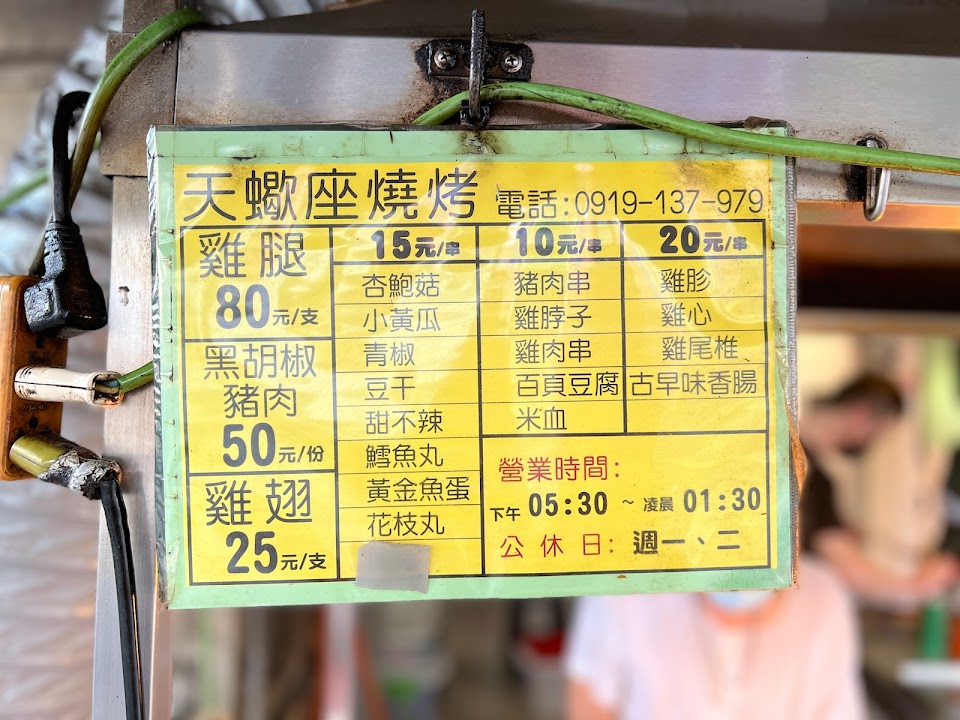 天蠍座燒烤 電話:0919-137-979
雞腿
80元/支
黑胡椒
豬肉
50元/份
雞翅
25元/支
15元/串
杏鮑菇
小黃瓜
青椒
豆干
甜不辣
鱈魚丸
黃金魚蛋
花枝丸
10元/串
豬肉串
雞脖子
雞肉串
百頁豆腐
米血
20元/串
雞胗
雞心
雞尾椎
古早味香腸
營業時間:
下午 05:30 ~ 凌晨 01:30
公休日: 週一、二